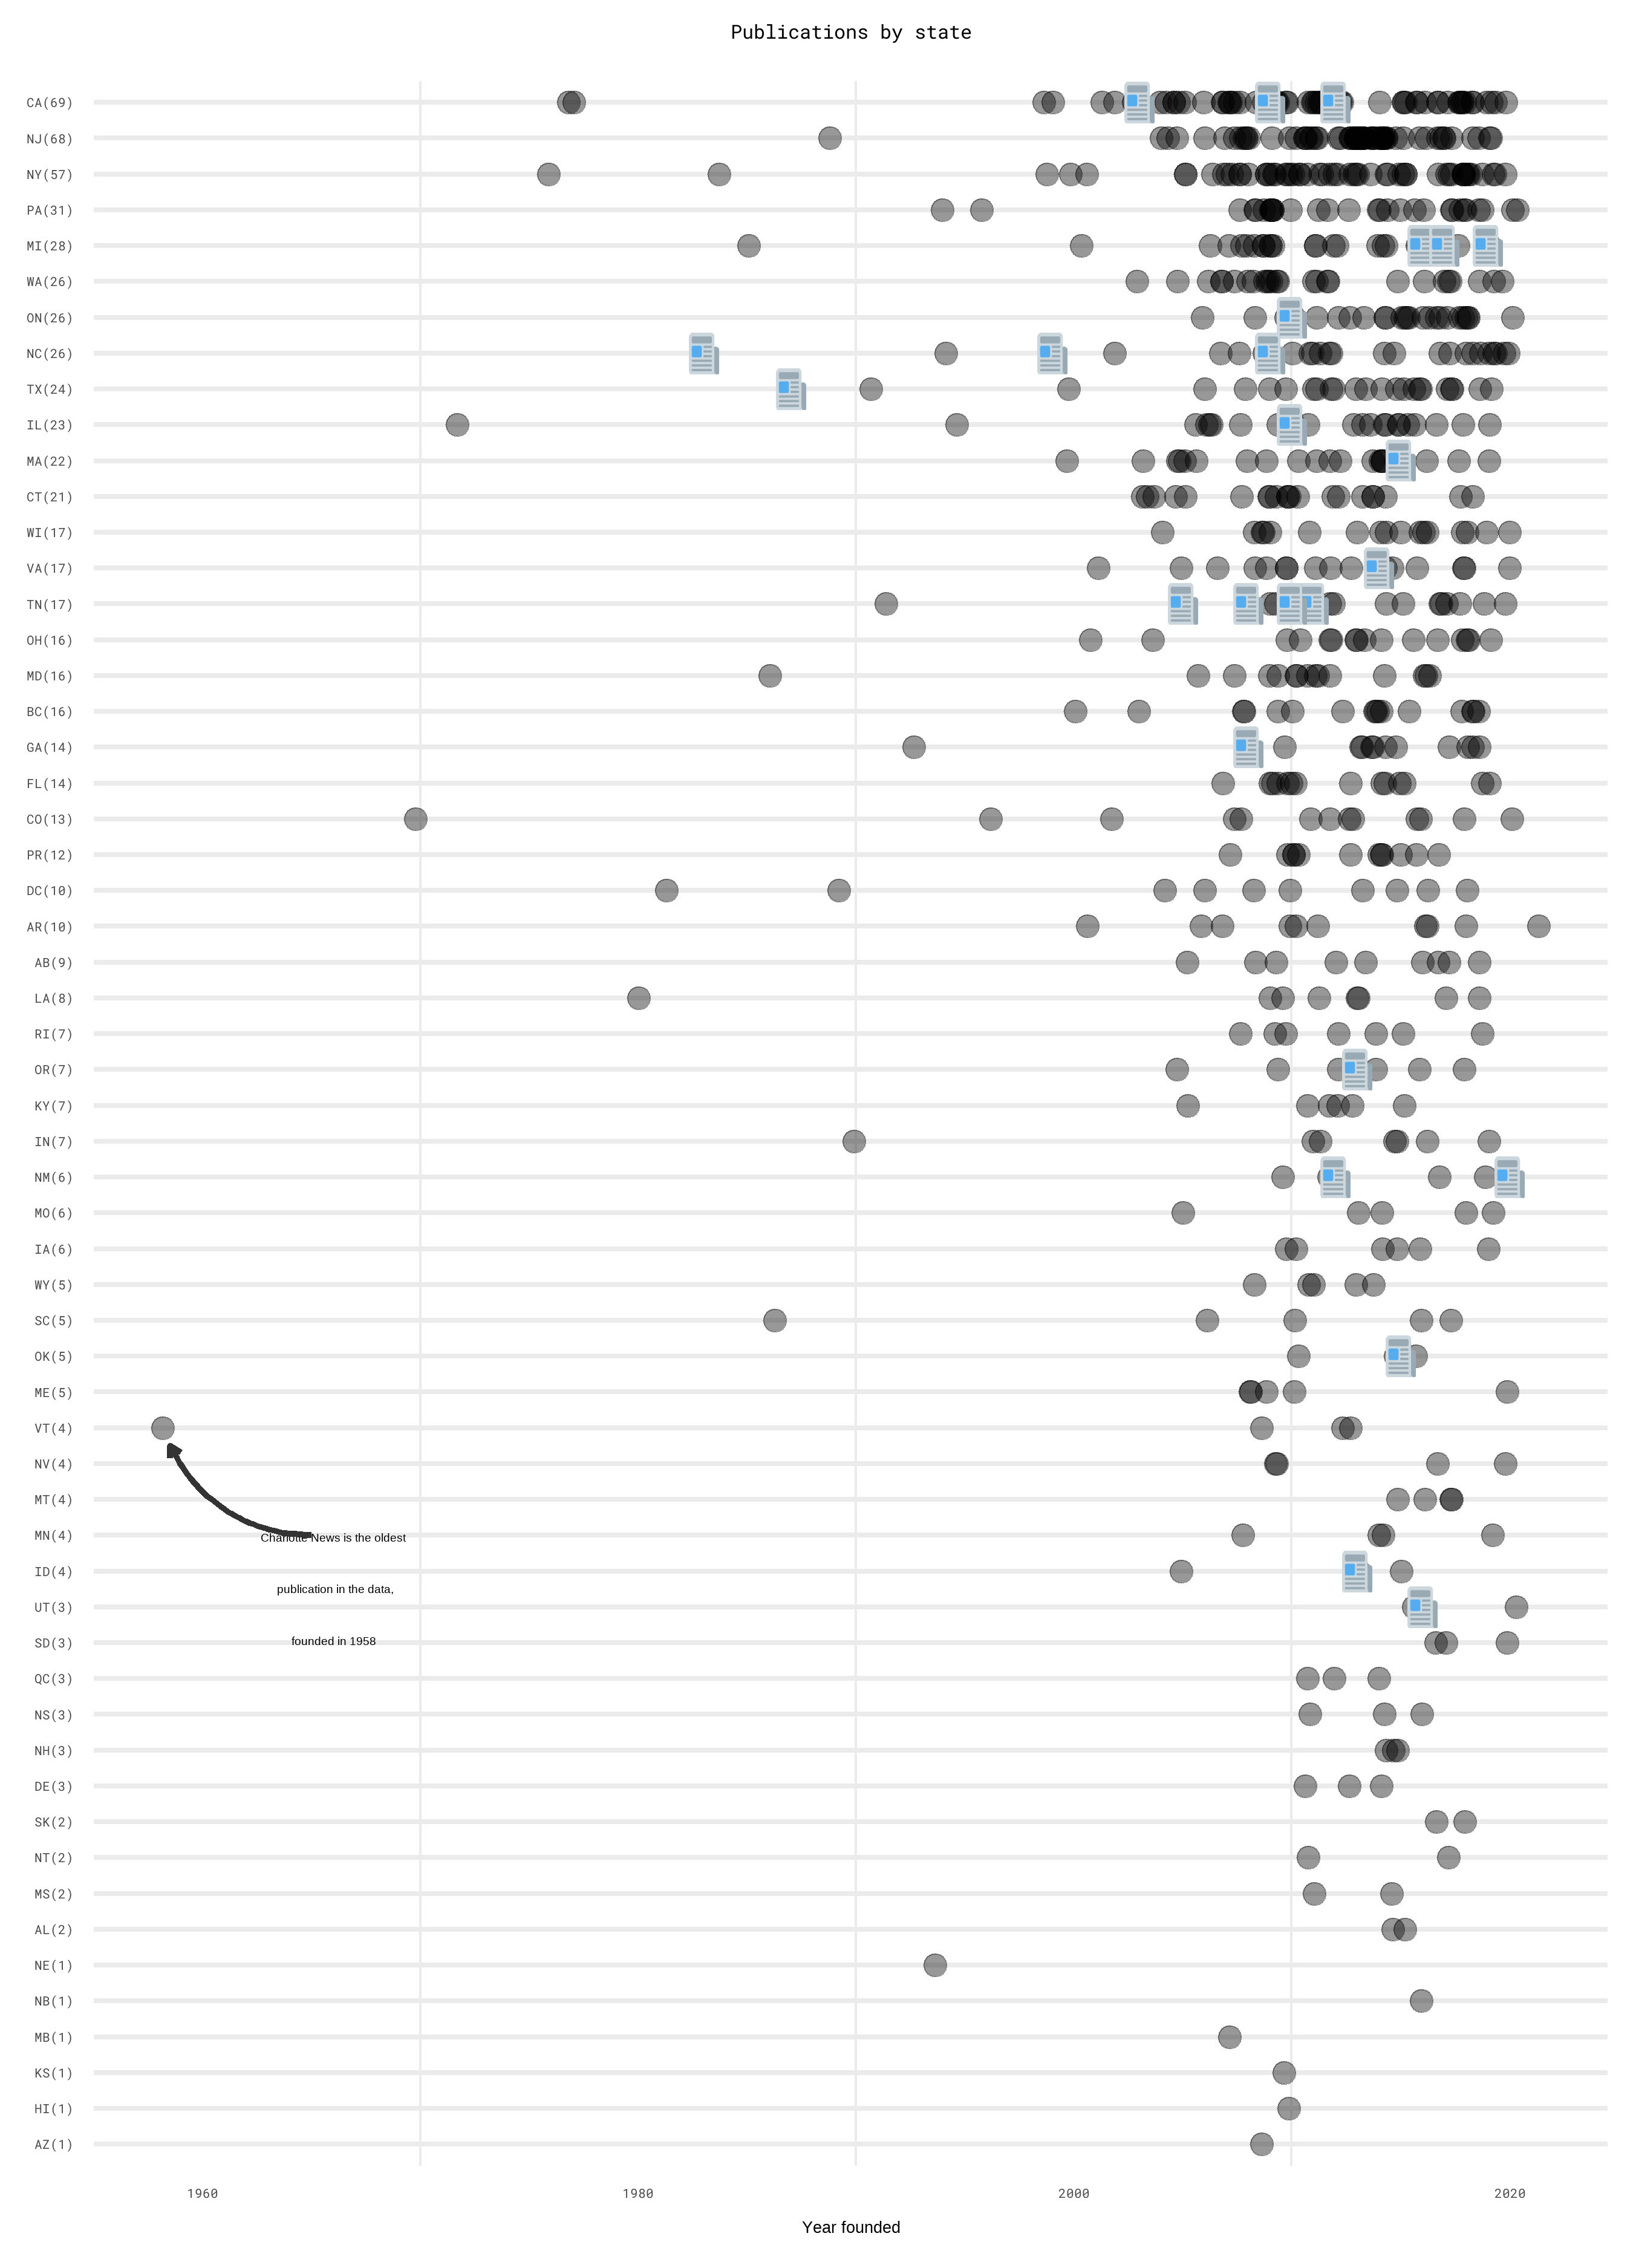 Publications by state
CA(69)
NJ(68)
NY(57)
PA(31)
MI(28)
WA(26)
ON(26)
NC(26)
TX(24)
IL(23)
MA(22)
CT(21)
WI(17)
VA(17)
TN(17)
OH(16)
MD(16)
BC(16)
GA(14)
FL(14)
CO(13)
PR(12)
DC(10)
AR(10)
AB(9)
LA(8)
RI(7)
OR(7)
KY(7)
IN(7)
NM(6)
MO(6)
IA(6)
WY(5)
SC(5)
OK(5)
ME(5)
VT(4)
NV(4)
MT(4)
MN(4)
Charlotte News is the oldest
ID(4)
publication in the data,
UT(3)
SD(3)
founded in 1958
QC(3)
NS(3)
NH(3)
DE(3)
SK(2)
NT(2)
MS(2)
AL(2)
NE(1)
NB(1)
MB(1)
KS(1)
HI(1)
AZ(1)
1960 1980 2000 2020
Year founded